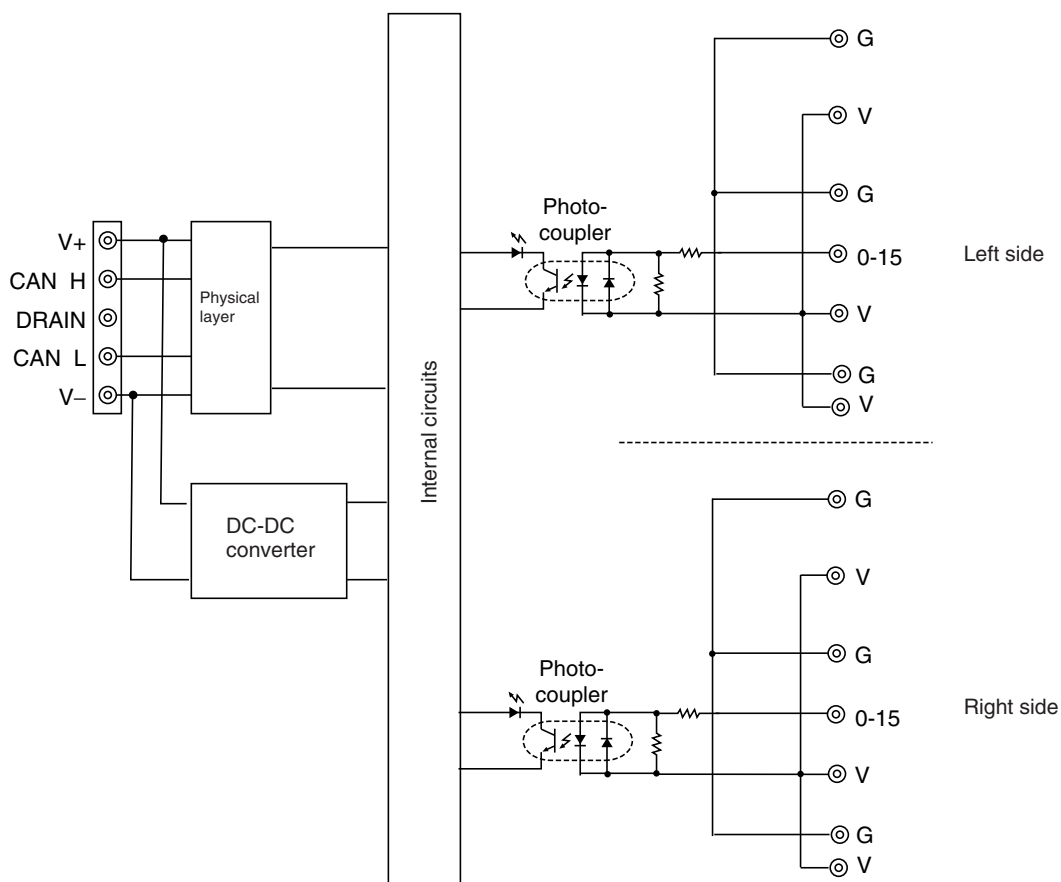 G
V
G
Photo-
coupler
0-15
Left side
V
G
V
V+
CAN H
DRAIN
CAN L
V−
Physical
layer
DC-DC
converter
Internal circuits
G
V
G
Photo-
coupler
0-15
Right side
V
G
V